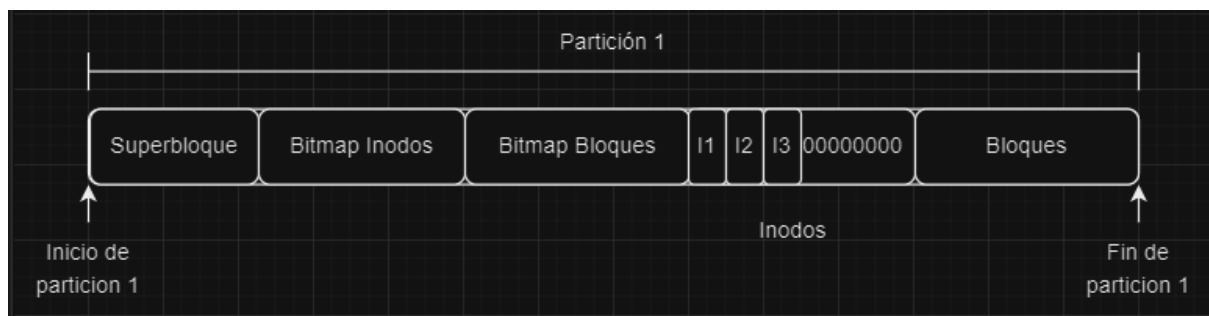 Partición 1
Superbloque
Bitmap Inodos
Bitmap Bloques
I1
I2
I3
00000000
Bloques
Inodos
Inicio de
particion 1
Fin de
particion 1